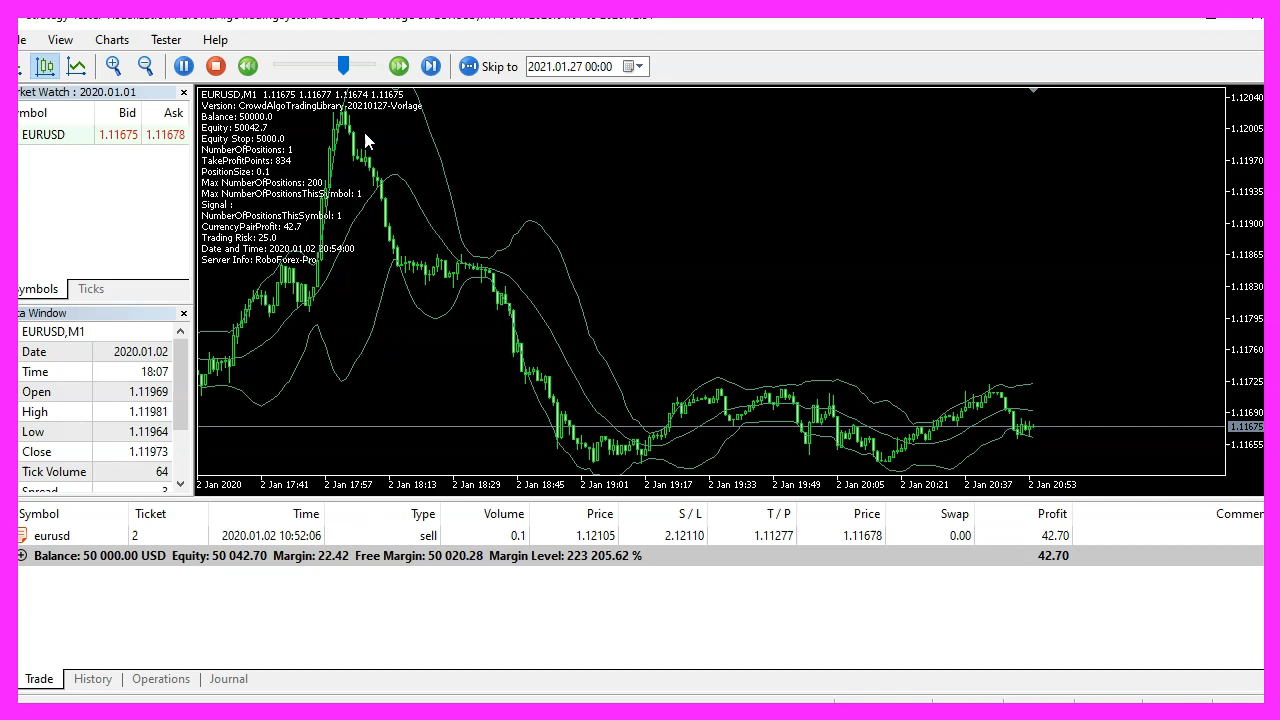 le View Charts Tester Help
Skip to 2021.01.27 00:00
rket Watch : 2020.01.01
mbol Bid Ask
EURUSD 1.11675 1.11678
ymbols Ticks
ta Window
EURUSD,M1
Date 2020.01.02
Time 18:07
Open 1.11969
High 1.11981
Low 1.11964
Close 1.11973
Tick Volume 64
Spread 3
EURUSD,M1 1.11675 1.11677 1.11674 1.11675
Version: CrowdAlgoTradingLibrary-20210127-Vorlage
Balance: 50000.0
Equity: 50042.7
Equity Stop: 5000.0
NumberOfPositions: 1
TakeProfitPoints: 834
PositionSize: 0.1
Max NumberOfPositions: 200
Max NumberOfPositionsThisSymbol: 1
Signal :
NumberOfPositionsThisSymbol: 1
CurrencyPairProfit: 42.7
Trading Risk: 25.0
Date and Time: 2020.01.02 20:54:00
Server Info: RoboForex-Pro
1.12040
1.12005
1.11970
1.11935
1.11900
1.11865
1.11830
1.11795
1.11760
1.11725
1.11690
1.11675
1.11655
2 Jan 2020 2 Jan 17:41 2 Jan 17:57 2 Jan 18:13 2 Jan 18:29 2 Jan 18:45 2 Jan 19:01 2 Jan 19:17 2 Jan 19:33 2 Jan 19:49 2 Jan 20:05 2 Jan 20:21 2 Jan 20:37 2 Jan 20:53
Symbol Ticket Time Type Volume Price S / L T / P Price Swap Profit Commen
eurusd 2 2020.01.02 10:52:06 sell 0.1 1.12105 2.12110 1.11277 1.11678 0.00 42.70
Balance: 50 000.00 USD Equity: 50 042.70 Margin: 22.42 Free Margin: 50 020.28 Margin Level: 223 205.62 % 42.70
Trade History Operations Journal